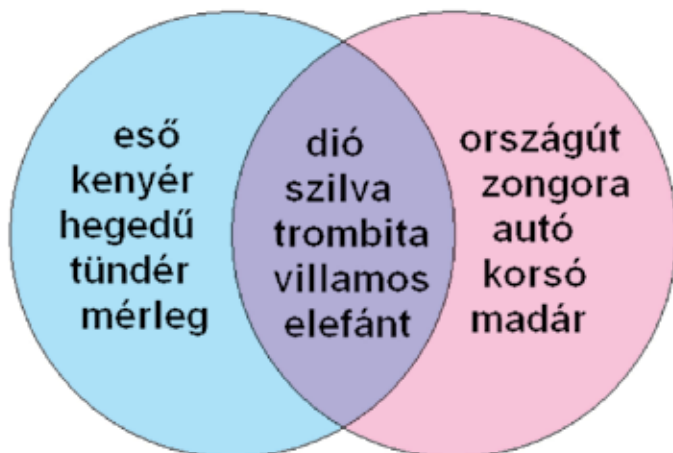 eső
kenyér
hegedű
tündér
mérleg
dió
szilva
trombita
villamos
elefánt
országút
zongora
autó
korsó
madár